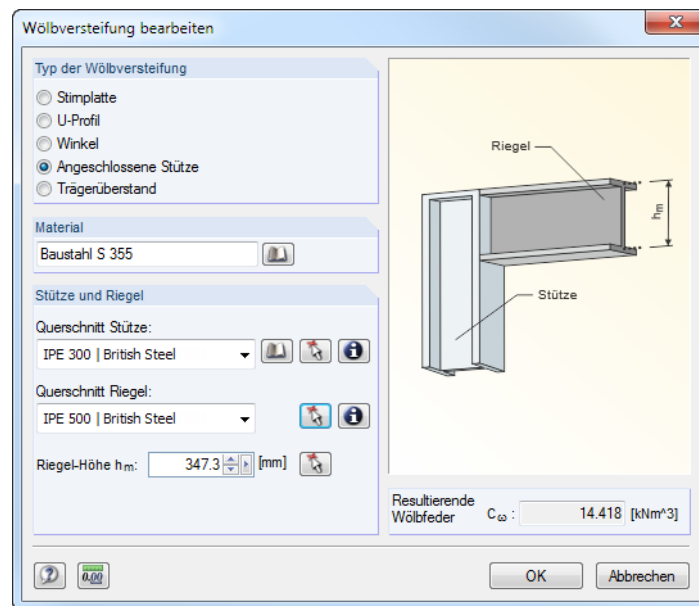 Wölbversteifung bearbeiten
Typ der Wölbversteifung
Stirnplatte
U-Profil
Winkel
Angeschlossene Stütze
Trägerüberstand
Material
Baustahl S 355
Stütze und Riegel
Querschnitt Stütze:
IPE 300 | British Steel
Querschnitt Riegel:
IPE 500 | British Steel
Riegel-Höhe hm: 347.3 [mm]
Riegel
hm
Stütze
Resultierende
Wölbfeder Cω : 14.418 [kNm^3]
0.00
OK Abbrechen